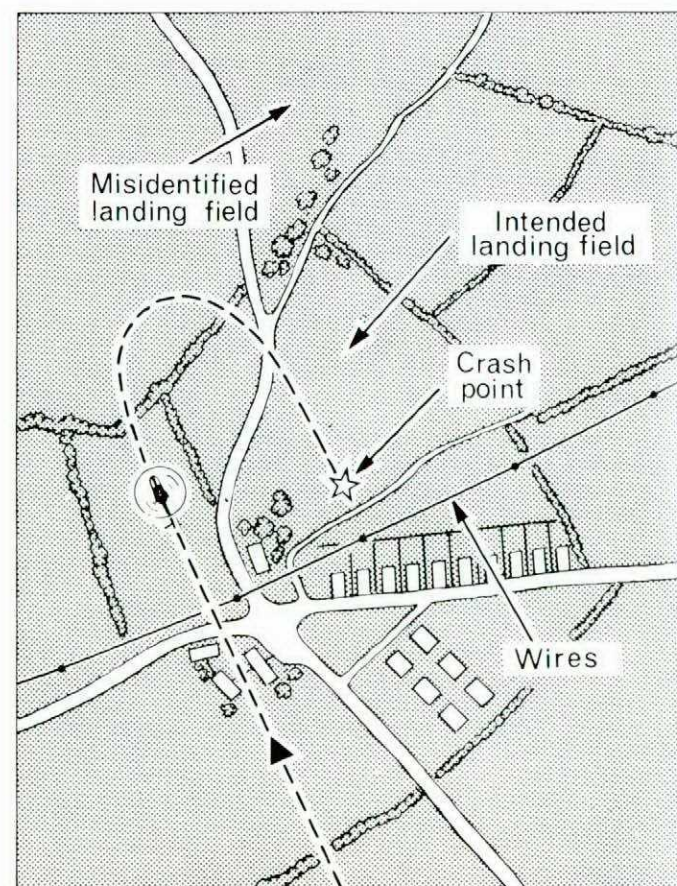 Misidentified
landing field
Intended
landing field
Crash
point
Wires